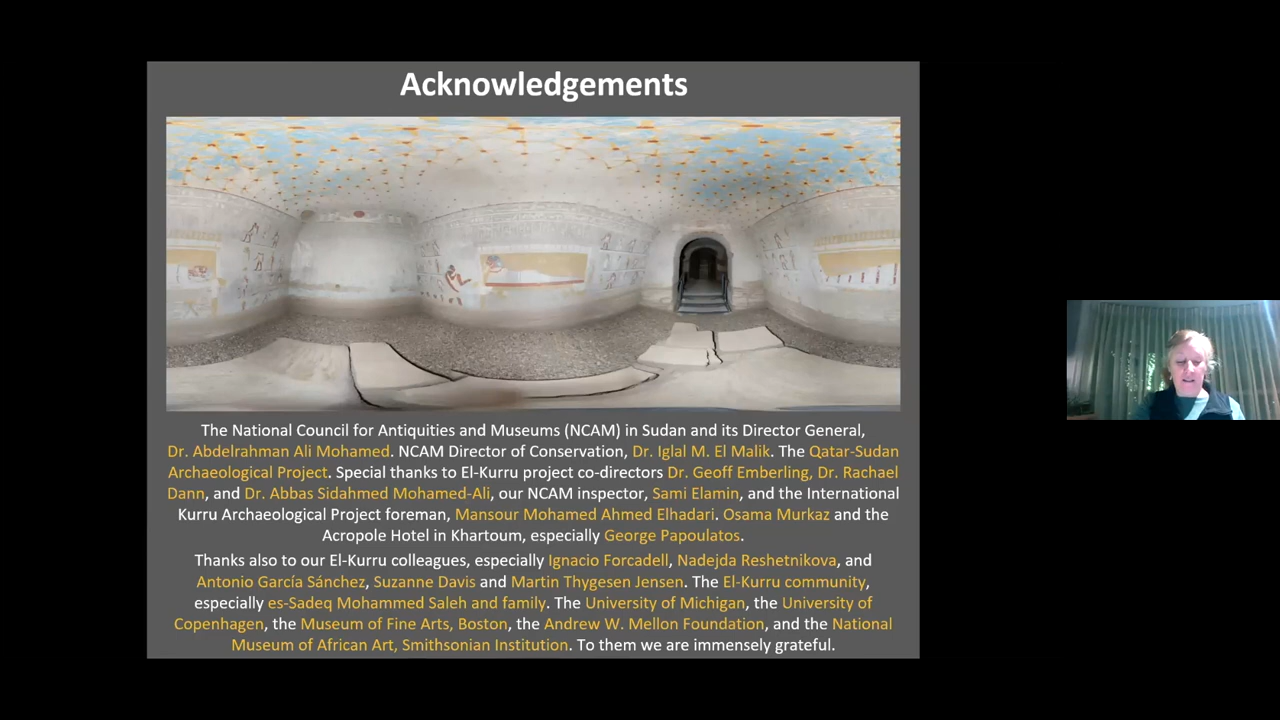 Acknowledgements
The National Council for Antiquities and Museums (NCAM) in Sudan and its Director General,
Dr. Abdelrahman Ali Mohamed. NCAM Director of Conservation, Dr. Iglal M. El Malik. The Qatar-Sudan
Archaeological Project. Special thanks to El-Kurru project co-directors Dr. Geoff Emberling, Dr. Rachael
Dann, and Dr. Abbas Sidahmed Mohamed-Ali, our NCAM inspector, Sami Elamin, and the International
Kurru Archaeological Project foreman, Mansour Mohamed Ahmed Elhadari. Osama Murkaz and the
Acropole Hotel in Khartoum, especially George Papoulatos.
Thanks also to our El-Kurru colleagues, especially Ignacio Forcadell, Nadejda Reshetnikova, and
Antonio García Sánchez, Suzanne Davis and Martin Thygesen Jensen. The El-Kurru community,
especially es-Sadeq Mohammed Saleh and family. The University of Michigan, the University of
Copenhagen, the Museum of Fine Arts, Boston, the Andrew W. Mellon Foundation, and the National
Museum of African Art, Smithsonian Institution. To them we are immensely grateful.